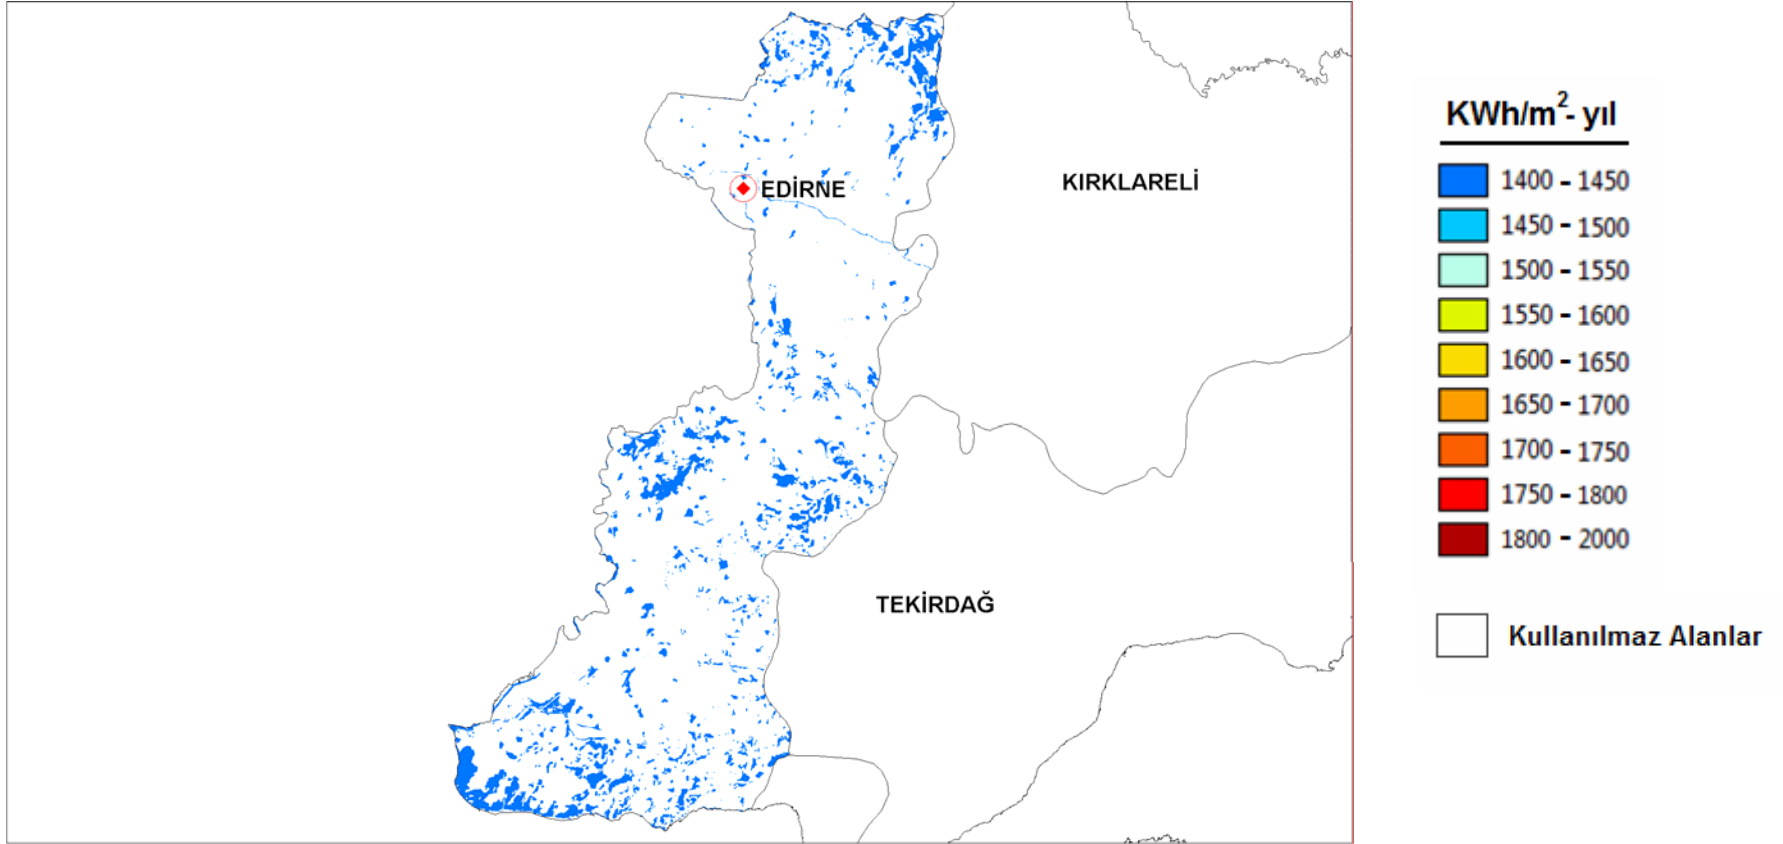 EDİRNE
KIRKLARELİ
TEKİRDAĞ
KWh/m²- yıl
1400 - 1450
1450 - 1500
1500 - 1550
1550 - 1600
1600 - 1650
1650 - 1700
1700 - 1750
1750 - 1800
1800 - 2000
Kullanılmaz Alanlar